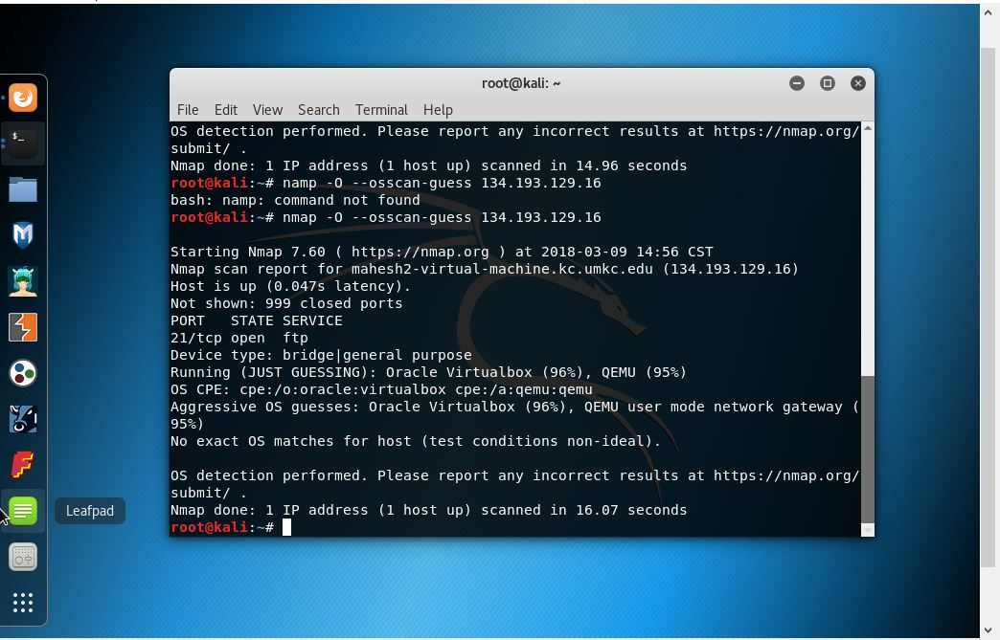 root@kali: ~
File Edit View Search Terminal Help
OS detection performed. Please report any incorrect results at https://nmap.org/
submit/ .
Nmap done: 1 IP address (1 host up) scanned in 14.96 seconds
root@kali:~# namp -O --osscan-guess 134.193.129.16
bash: namp: command not found
root@kali:~# nmap -O --osscan-guess 134.193.129.16
Starting Nmap 7.60 ( https://nmap.org ) at 2018-03-09 14:56 CST
Nmap scan report for mahesh2-virtual-machine.kc.umkc.edu (134.193.129.16)
Host is up (0.047s latency).
Not shown: 999 closed ports
PORT   STATE SERVICE
21/tcp open  ftp
Device type: bridge|general purpose
Running (JUST GUESSING): Oracle Virtualbox (96%), QEMU (95%)
OS CPE: cpe:/o:oracle:virtualbox cpe:/a:qemu:qemu
Aggressive OS guesses: Oracle Virtualbox (96%), QEMU user mode network gateway (
95%)
No exact OS matches for host (test conditions non-ideal).
OS detection performed. Please report any incorrect results at https://nmap.org/
submit/ .
Nmap done: 1 IP address (1 host up) scanned in 16.07 seconds
root@kali:~#
Leafpad